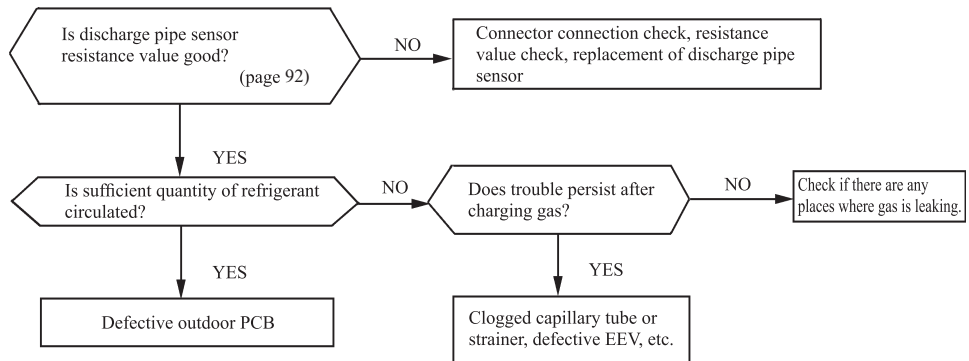 Is discharge pipe sensor
resistance value good?
(page 92)
NO
Connector connection check, resistance
value check, replacement of discharge pipe
sensor
YES
Is sufficient quantity of refrigerant
circulated?
NO
Does trouble persist after
charging gas?
NO
Check if there are any
places where gas is leaking.
YES
YES
Defective outdoor PCB
Clogged capillary tube or
strainer, defective EEV, etc.